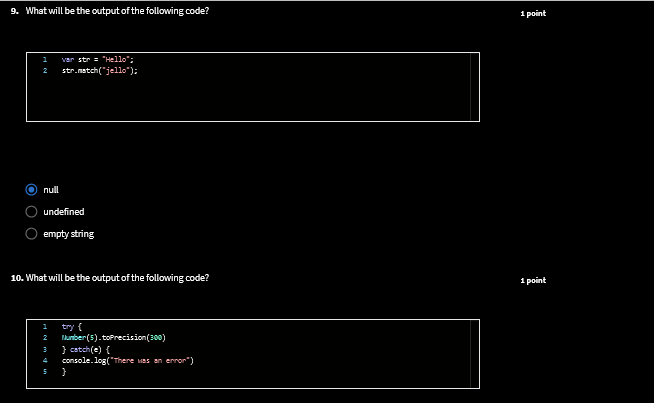 9. What will be the output of the following code?
1 point
1 var str = "Hello";
2 str.match("jello");
null
undefined
empty string
10. What will be the output of the following code?
1 point
1 try {
2 Number(5).toPrecision(300)
3 } catch(e) {
4 console.log("There was an error")
5 }